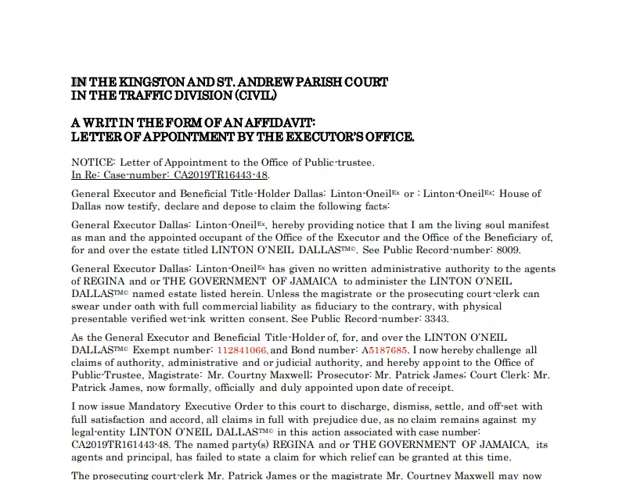 IN THE KINGSTON AND ST. ANDREW PARISH COURT
IN THE TRAFFIC DIVISION (CIVIL)
A WRIT IN THE FORM OF AN AFFIDAVIT:
LETTER OF APPOINTMENT BY THE EXECUTOR'S OFFICE.
NOTICE: Letter of Appointment to the Office of Public-trustee.
In Re: Case-number: CA2019TR16443-48.
General Executor and Beneficial Title-Holder Dallas: Linton-Oneilᴱˣ or : Linton-Oneilᴱˣ: House of
Dallas now testify, declare and depose to claim the following facts:
General Executor Dallas: Linton-Oneilᴱˣ, hereby providing notice that I am the living soul manifest
as man and the appointed occupant of the Office of the Executor and the Office of the Beneficiary of,
for and over the estate titled LINTON O'NEIL DALLAS™©. See Public Record-number: 8009.
General Executor Dallas: Linton-Oneilᴱˣ has given no written administrative authority to the agents
of REGINA and or THE GOVERNMENT OF JAMAICA to administer the LINTON O'NEIL
DALLAS™© named estate listed herein. Unless the magistrate or the prosecuting court-clerk can
swear under oath with full commercial liability as fiduciary to the contrary, with physical
presentable verified wet-ink written consent. See Public Record-number: 3343.
As the General Executor and Beneficial Title-Holder of, for, and over the LINTON O'NEIL
DALLAS™© Exempt number: 112841066, and Bond number: A5187685, I now hereby challenge all
claims of authority, administrative and or judicial authority, and hereby appoint to the Office of
Public-Trustee, Magistrate: Mr. Courtny Maxwell; Prosecutor: Mr. Patrick James; Court Clerk: Mr.
Patrick James, now formally, officially and duly appointed upon date of receipt.
I now issue Mandatory Executive Order to this court to discharge, dismiss, settle, and off-set with
full satisfaction and accord, all claims in full with prejudice due, as no claim remains against my
legal-entity LINTON O'NEIL DALLAS™© in this action associated with case number:
CA2019TR161443-48. The named party(s) REGINA and or THE GOVERNMENT OF JAMAICA, its
agents and principal, has failed to state a claim for which relief can be granted at this time.
The prosecuting court-clerk Mr. Patrick James or the magistrate Mr. Courtney Maxwell may now